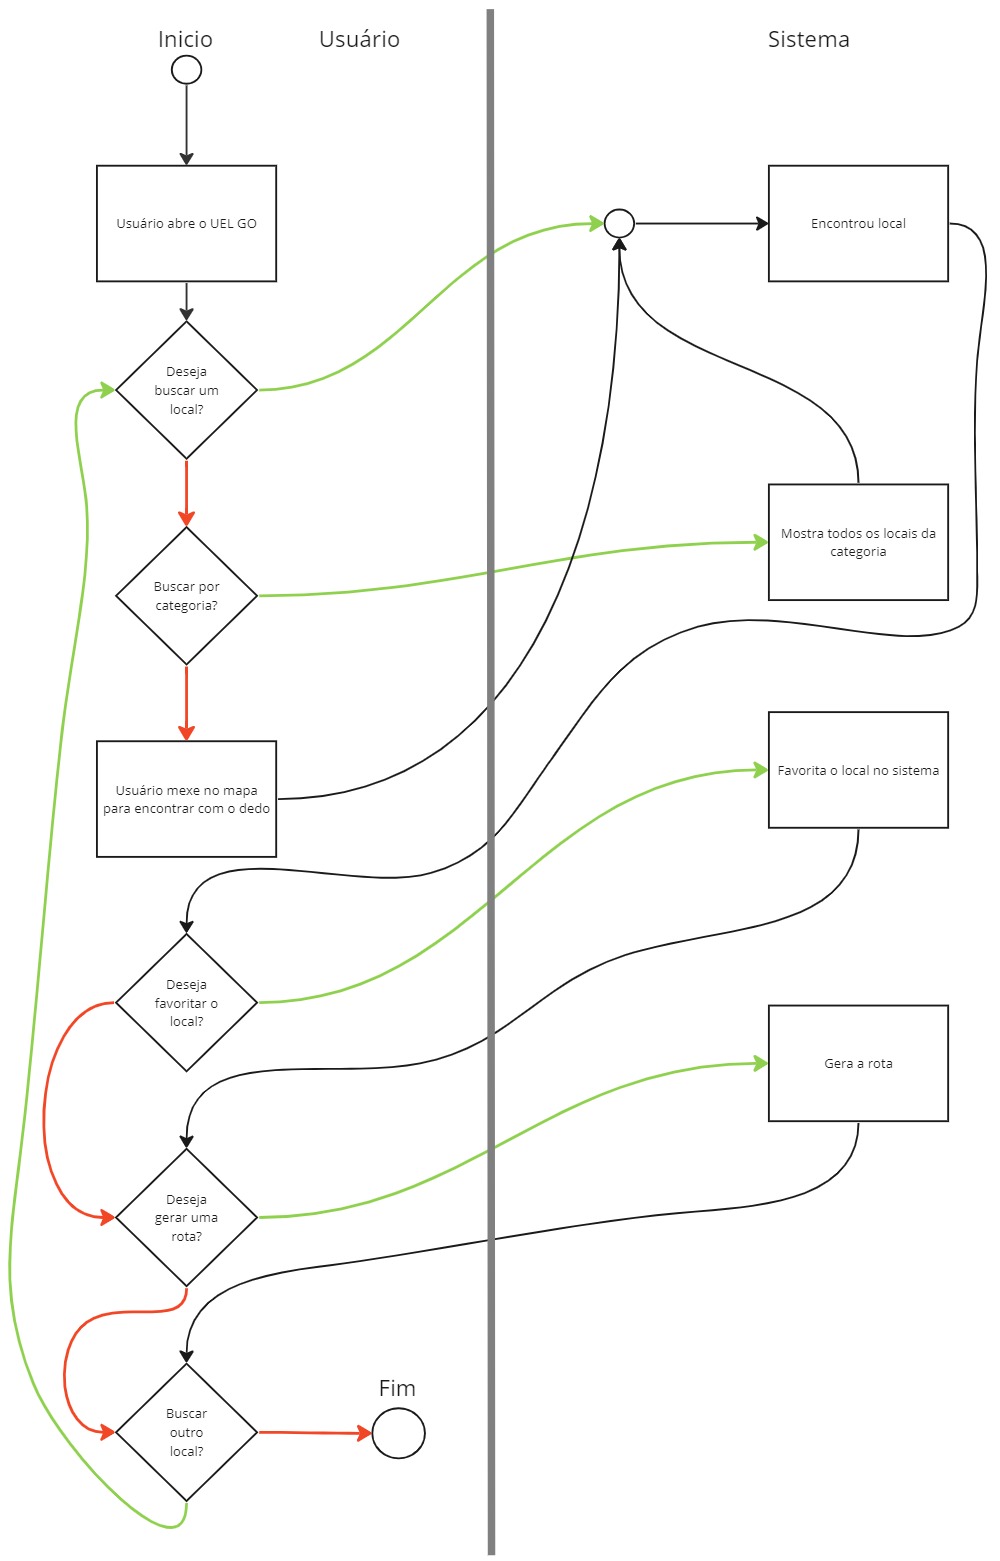 Inicio
Usuário
Sistema
Usuário abre o UEL GO
Encontrou local
Deseja
buscar um
local?
Mostra todos os locais da
categoria
Buscar por
categoria?
Usuário mexe no mapa
para encontrar com o dedo
Favorita o local no sistema
Deseja
favoritar o
local?
Gera a rota
Deseja
gerar uma
rota?
Fim
Buscar
outro
local?